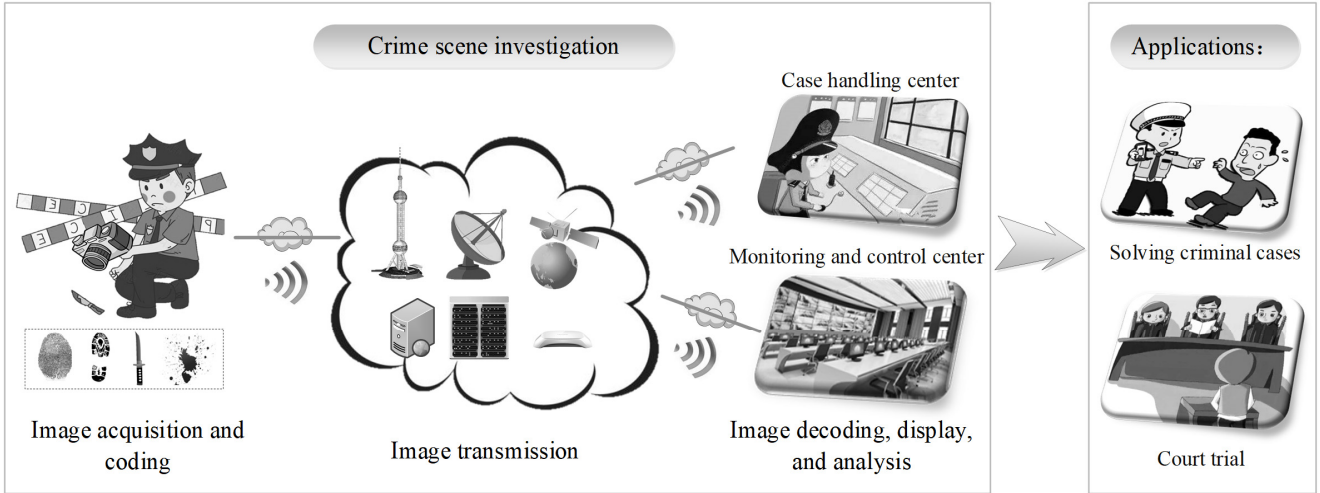 Crime scene investigation
Case handling center
Monitoring and control center
Image acquisition and
coding
Image transmission
Image decoding, display,
and analysis
Applications：
Solving criminal cases
Court trial